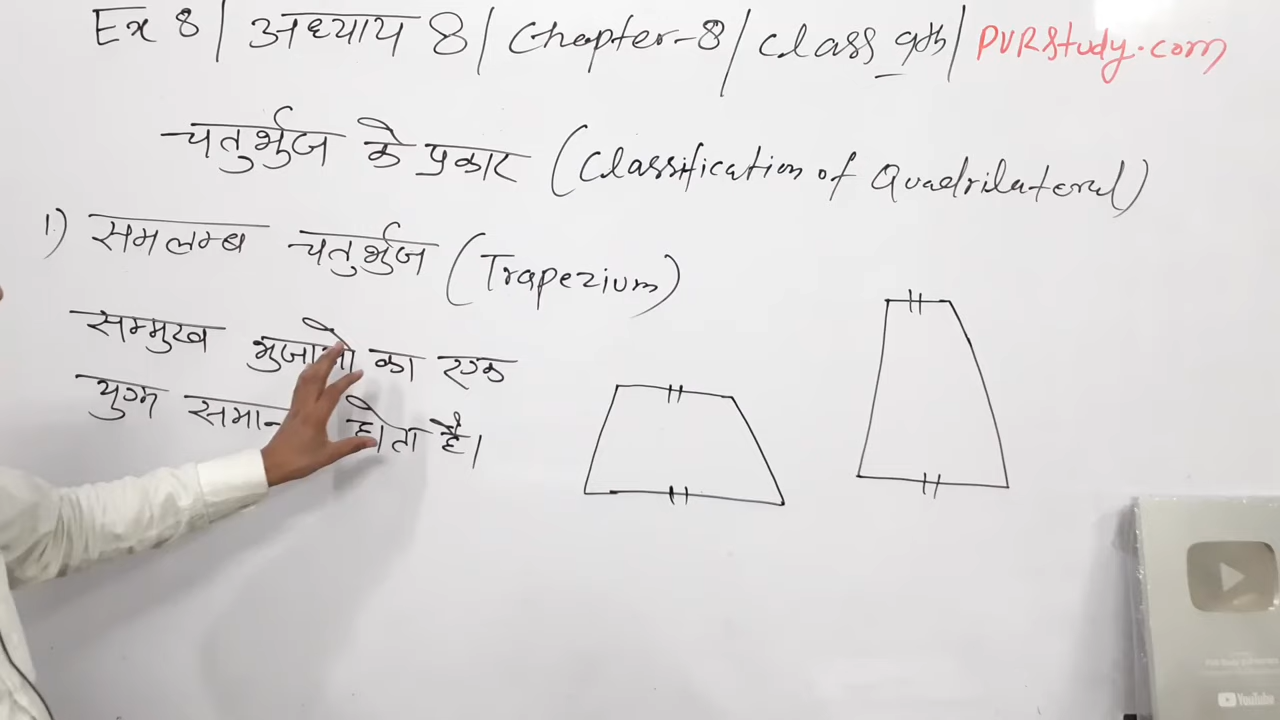 Ex 8 | अध्याय 8 | Chapter-8 | Class 9th | PVRStudy.com
चतुर्भुज के प्रकार (Classification of Quadrilateral)
1.) समलम्ब चतुर्भुज (Trapezium)
सम्मुख भुजाओ का एक
युग्म होता है।
YouTube